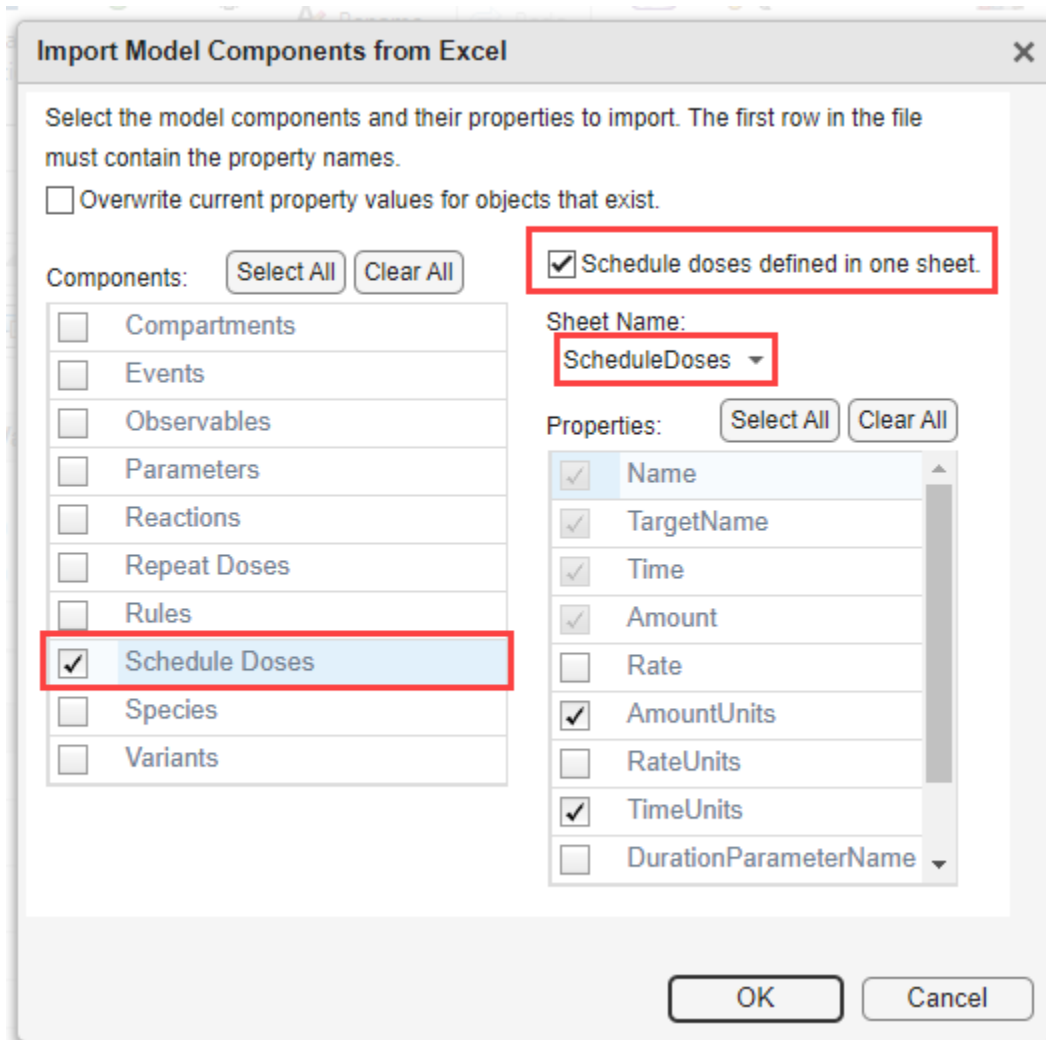 Import Model Components from Excel
Select the model components and their properties to import. The first row in the file
must contain the property names.
Overwrite current property values for objects that exist.
Components:
Select All
Clear All
Compartments
Events
Observables
Parameters
Reactions
Repeat Doses
Rules
Schedule Doses
Species
Variants
Schedule doses defined in one sheet.
Sheet Name:
ScheduleDoses
Properties:
Select All
Clear All
Name
TargetName
Time
Amount
Rate
AmountUnits
RateUnits
TimeUnits
DurationParameterName
OK
Cancel